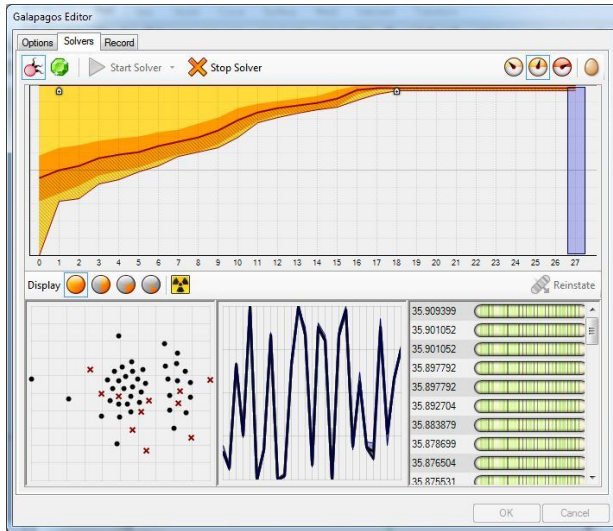 Galapagos Editor
Options Solvers Record
Start Solver Stop Solver
0 1 2 3 4 5 6 7 8 9 10 11 12 13 14 15 16 17 18 19 20 21 22 23 24 25 26 27
Display Reinstate
35.909399
35.901052
35.901052
35.897792
35.897792
35.892704
35.883879
35.878699
35.876504
35.875531
OK Cancel